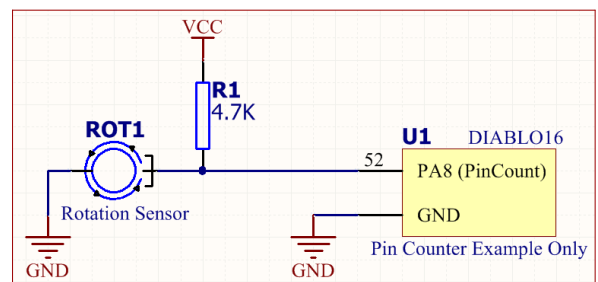 VCC
R1
4.7K
ROT1
Rotation Sensor
GND
52
U1 DIABLO16
PA8 (PinCount)
GND
Pin Counter Example Only
GND